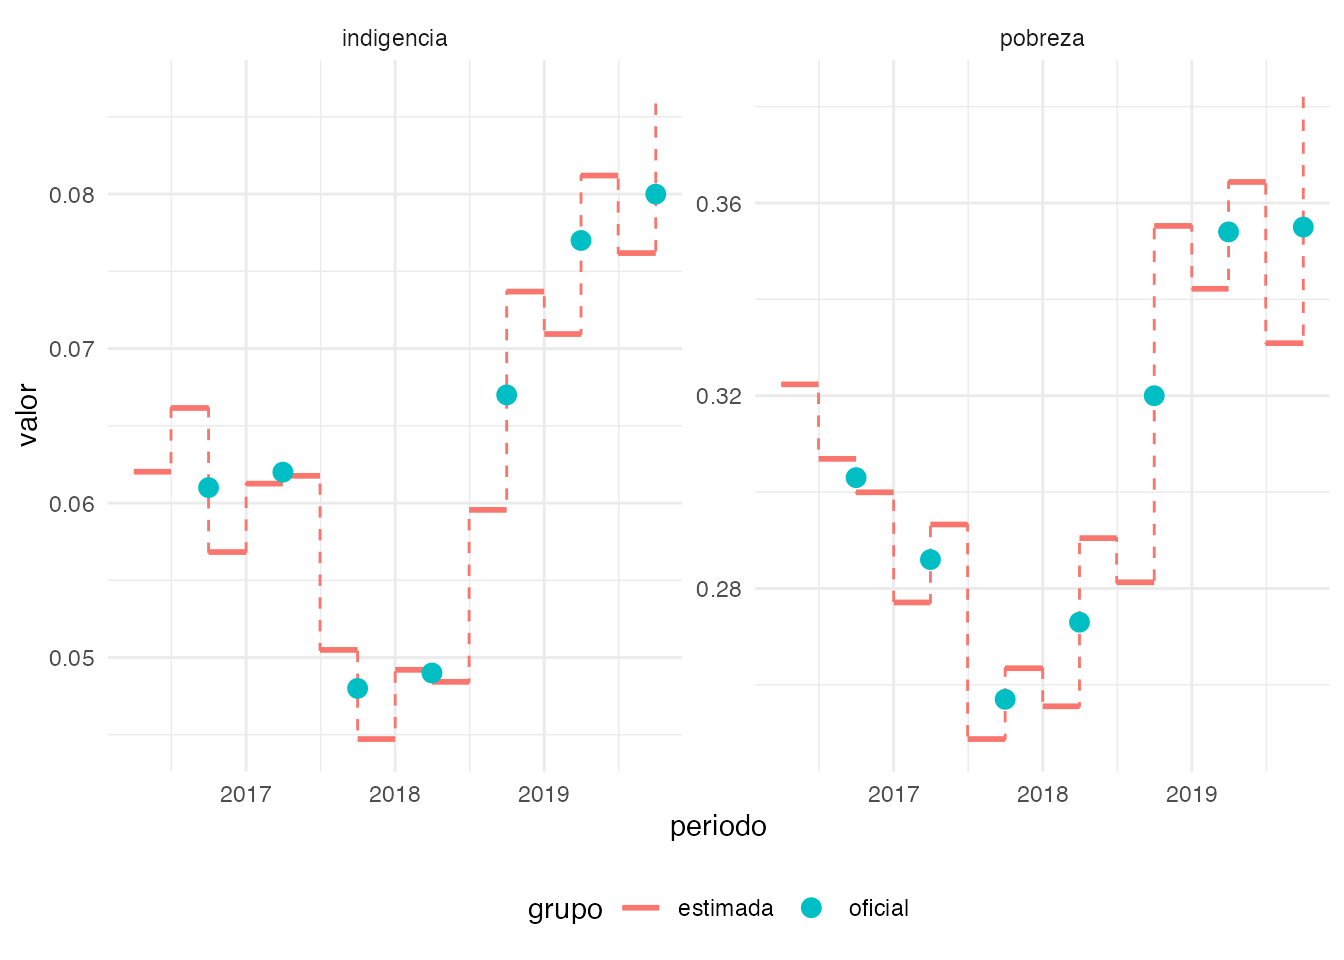 indigencia
pobreza
0.08
0.07
0.06
0.05
0.36
0.32
0.28
valor
2017 2018 2019
2017 2018 2019
periodo
grupo estimada oficial